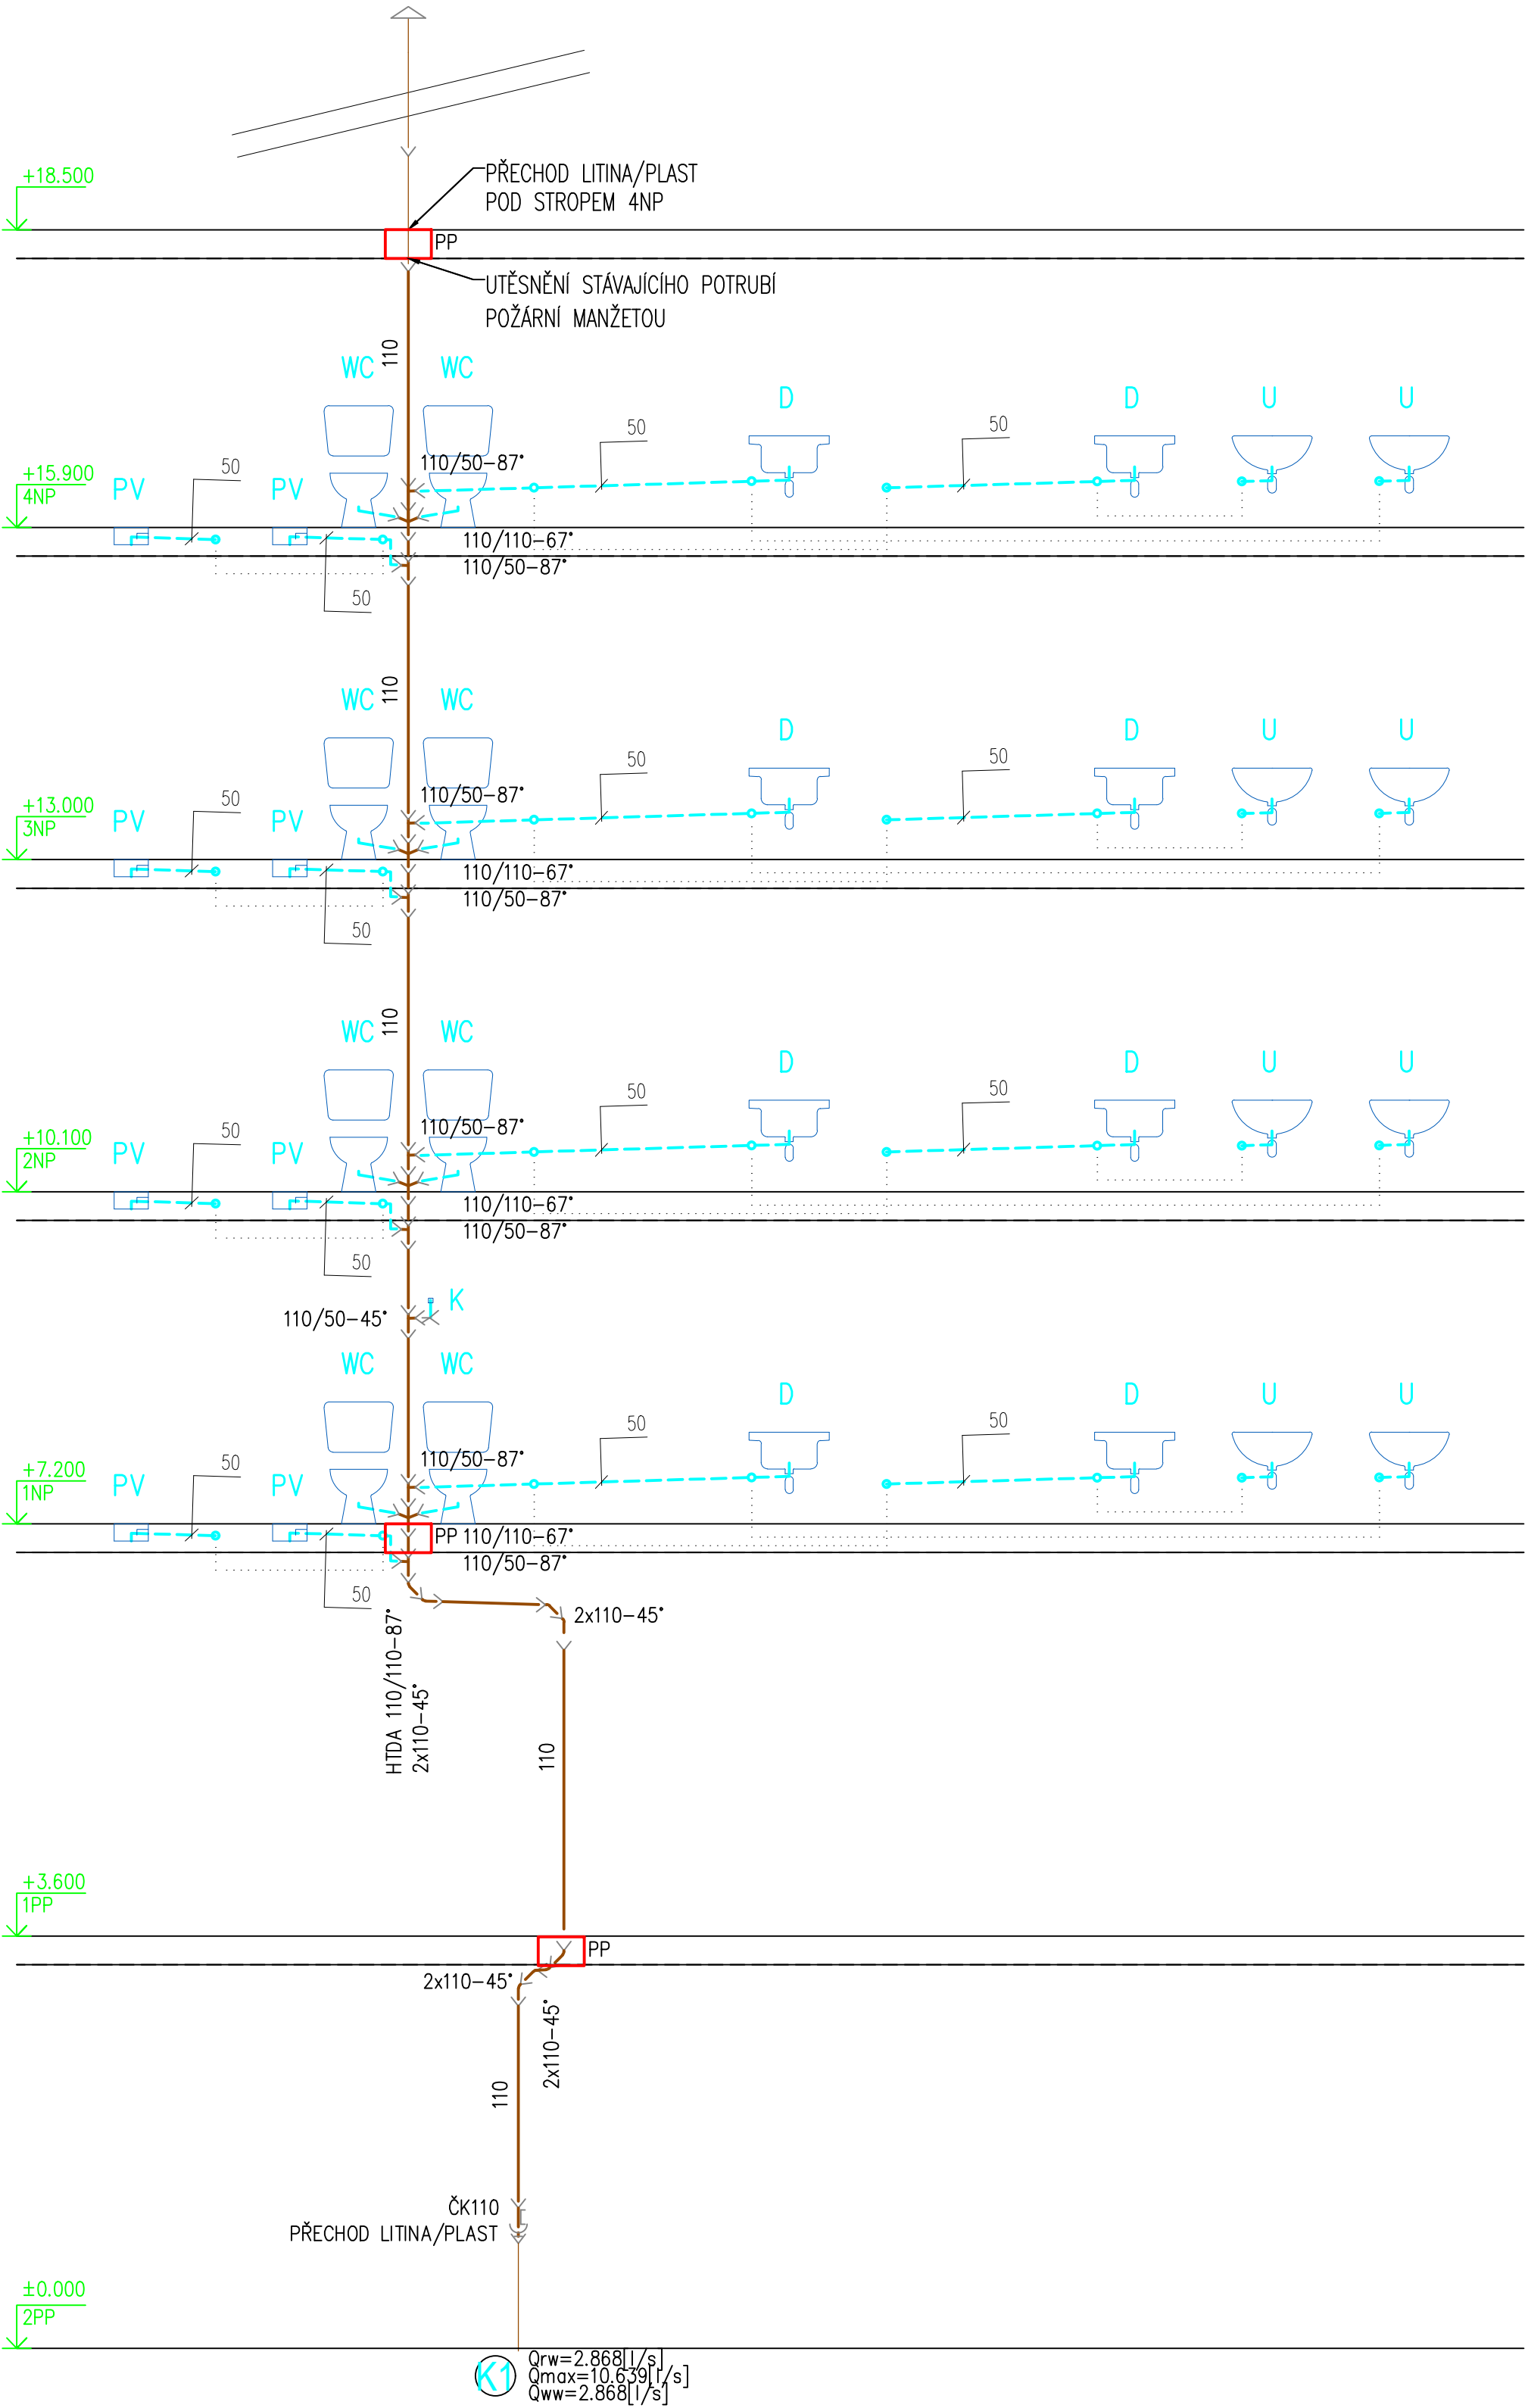 +18.500
PŘECHOD LITINA/PLAST
POD STROPEM 4NP
PP
UTĚSNĚNÍ STÁVAJÍCÍHO POTRUBÍ
POŽÁRNÍ MANŽETOU
110
WC WC
D D U U
50 50
110/50-87°
+15.900
4NP
PV 50 PV
110/110-67°
110/50-87°
50
110
WC WC
D D U U
50 50
110/50-87°
+13.000
3NP
PV 50 PV
110/110-67°
110/50-87°
50
110
WC WC
D D U U
50 50
110/50-87°
+10.100
2NP
PV 50 PV
110/110-67°
110/50-87°
50
K
110/50-45°
WC WC
D D U U
50 50
110/50-87°
+7.200
1NP
PV 50 PV
PP 110/110-67°
110/50-87°
50
2x110-45°
HTDA 110/110-87°
2x110-45°
110
+3.600
1PP
PP
2x110-45°
2x110-45°
110
ČK110
PŘECHOD LITINA/PLAST
±0.000
2PP
K1
Qrw=2.868[l/s]
Qmax=10.639[l/s]
Qww=2.868[l/s]